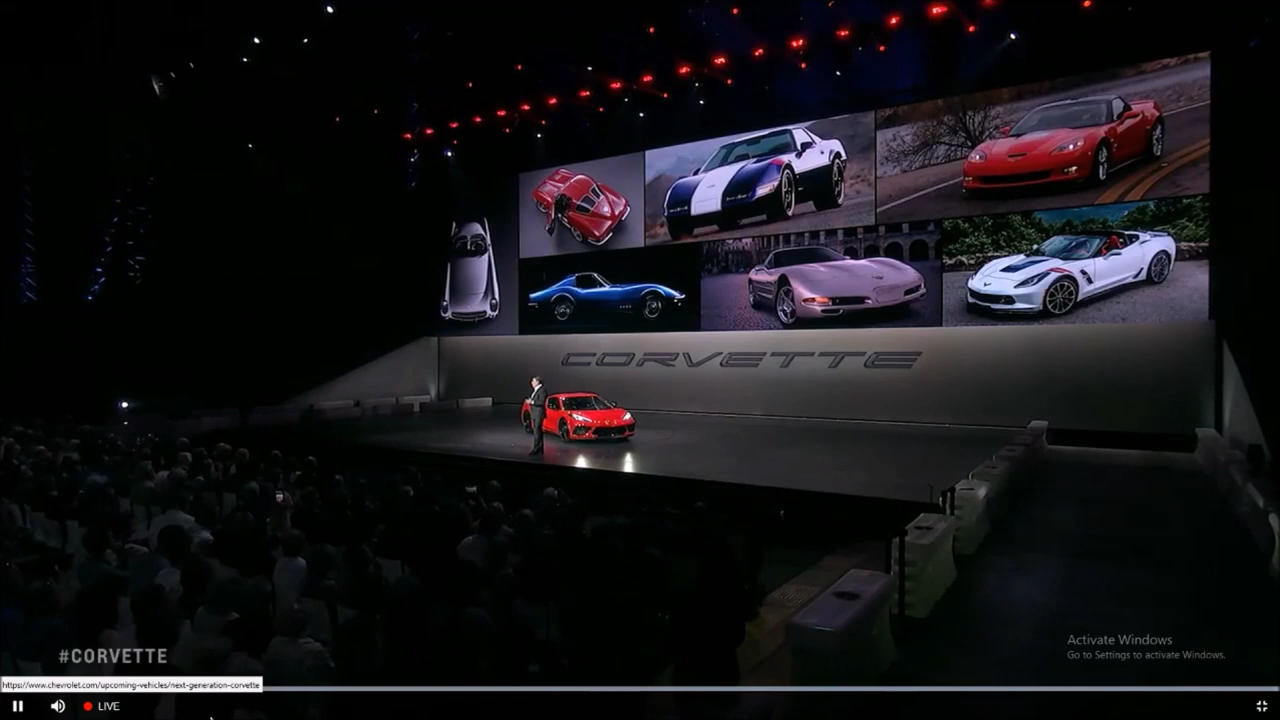 CORVETTE
#CORVETTE
Activate Windows
Go to Settings to activate Windows.
https://www.chevrolet.com/upcoming-vehicles/next-generation-corvette
LIVE